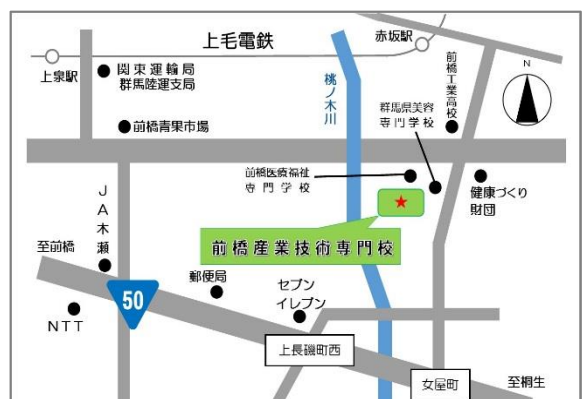 上毛電鉄
赤坂駅
上泉駅
関東運輸局
群馬陸運支局
前橋青果市場
桃ノ木川
前橋工業高校
N
群馬県美容
専門学校
前橋医療福祉
専門学校
健康づくり
財団
前橋産業技術専門校
JA木瀬
至前橋
50
郵便局
セブン
イレブン
NTT
上長磯町西
女屋町
至桐生